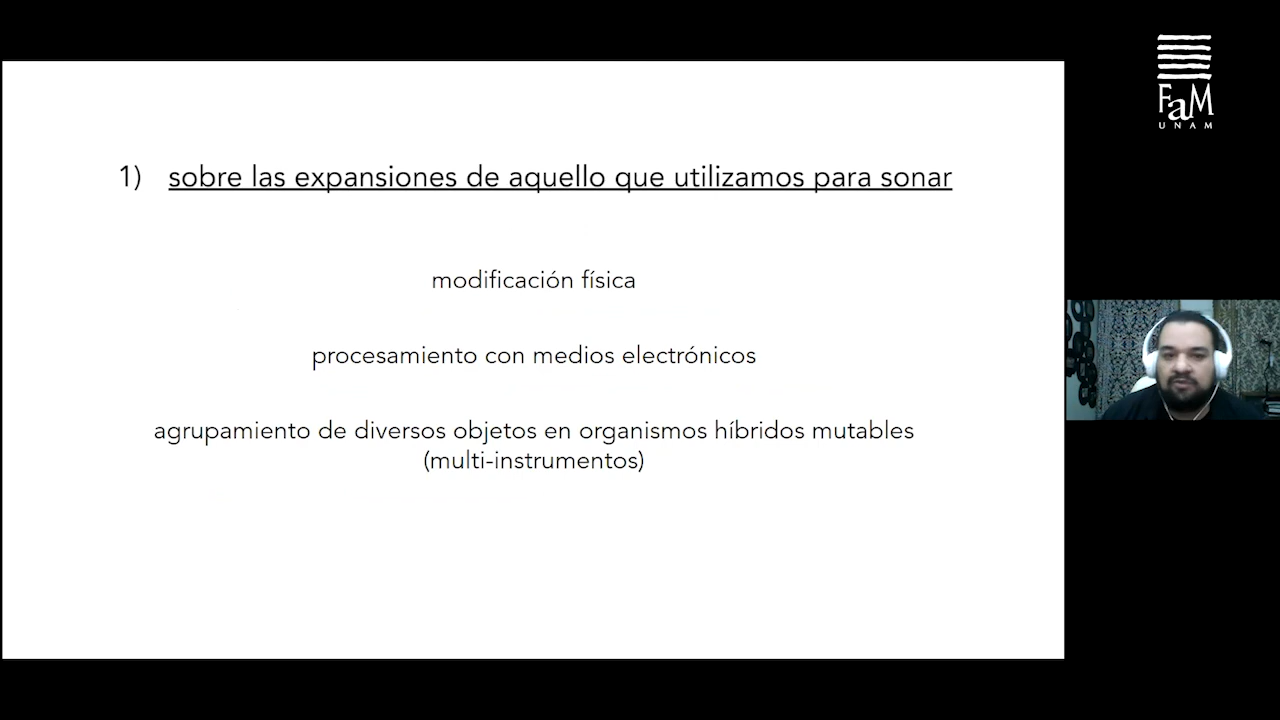 1) sobre las expansiones de aquello que utilizamos para sonar
modificación física
procesamiento con medios electrónicos
agrupamiento de diversos objetos en organismos híbridos mutables
(multi-instrumentos)
FaM
UNAM